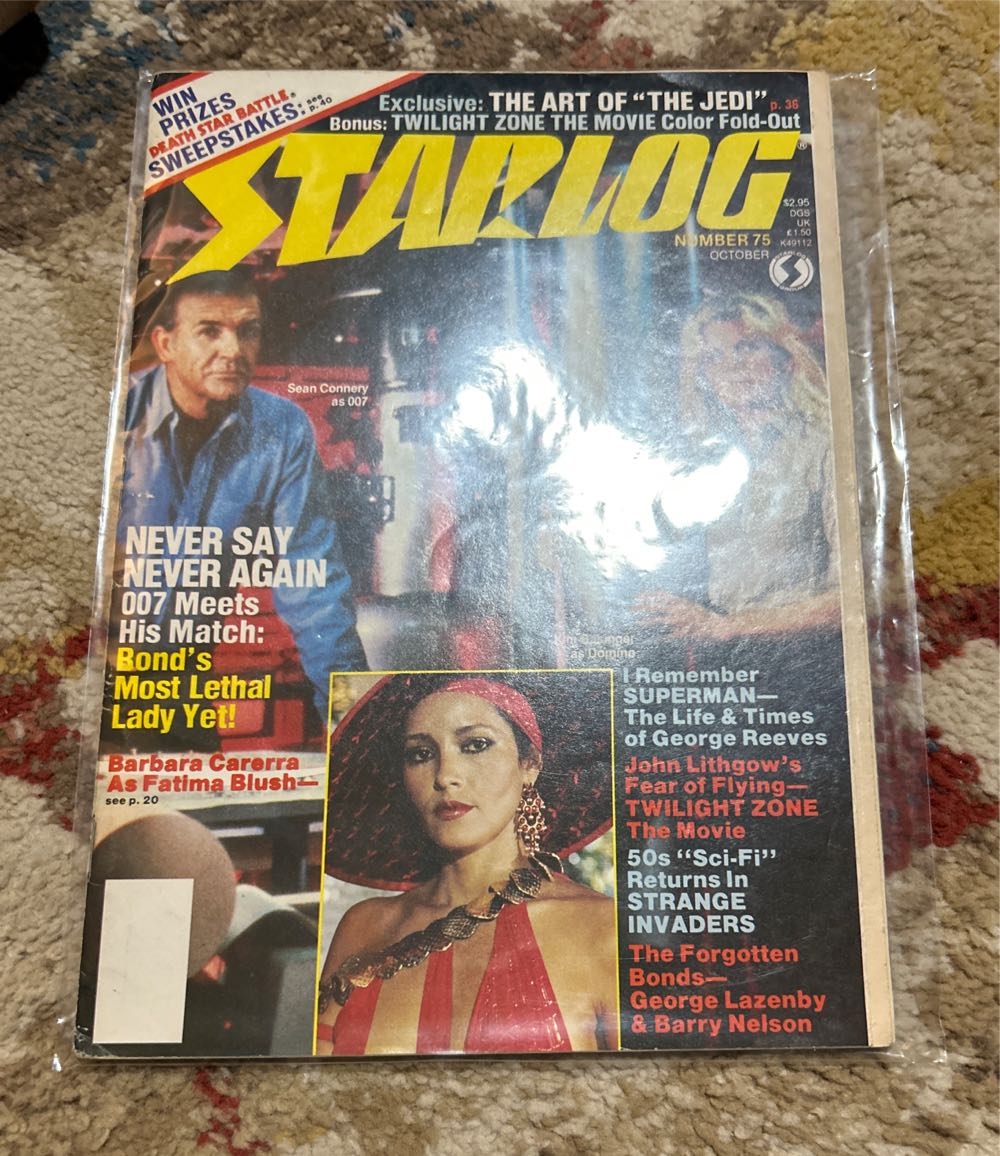 WIN
PRIZES
DEATH STAR BATTLE®
SWEEPSTAKES: see p. 40
Exclusive: THE ART OF "THE JEDI" p. 36
Bonus: TWILIGHT ZONE THE MOVIE Color Fold-Out
STARLOG®
$2.95
DGS
UK
£1.50
K49112
NUMBER 75
OCTOBER
STARLOG GROUP
Sean Connery
as 007
NEVER SAY
NEVER AGAIN
007 Meets
His Match:
Bond's
Most Lethal
Lady Yet!
Barbara Carerra
As Fatima Blush—
see p. 20
as Domino
I Remember
SUPERMAN—
The Life & Times
of George Reeves
John Lithgow's
Fear of Flying—
TWILIGHT ZONE
The Movie
50s "Sci-Fi"
Returns In
STRANGE
INVADERS
The Forgotten
Bonds—
George Lazenby
& Barry Nelson